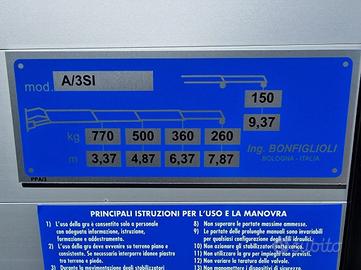 mod. A/3SI
150
9,37
kg 770 500 360 260
m 3,37 4,87 6,37 7,87
Ing. BONFIGLIOLI
BOLOGNA - ITALIA
PPA/3
PRINCIPALI ISTRUZIONI PER L'USO E LA MANOVRA
1) L'uso della gru è consentito solo a personale
con adeguata informazione, istruzione,
formazione e addestramento.
2) L'uso della gru deve avvenire su terreno piano e
consistente. Se necessario interporre idonee piastre
tra gru e terreno.
3) Durante la movimentazione degli stabilizzatori
8) Non superare le portate massime ammesse.
9) Le portate delle prolunghe manuali sono invariabili
per qualsiasi configurazione degli sfili idraulici.
10) Non azionare gli stabilizzatori col carico
11) Non utilizzare la gru per impieghi non previsti.
12) Non variare la taratura delle valvole.
13) Non manomettere i dispositivi di sicurezza.
subito